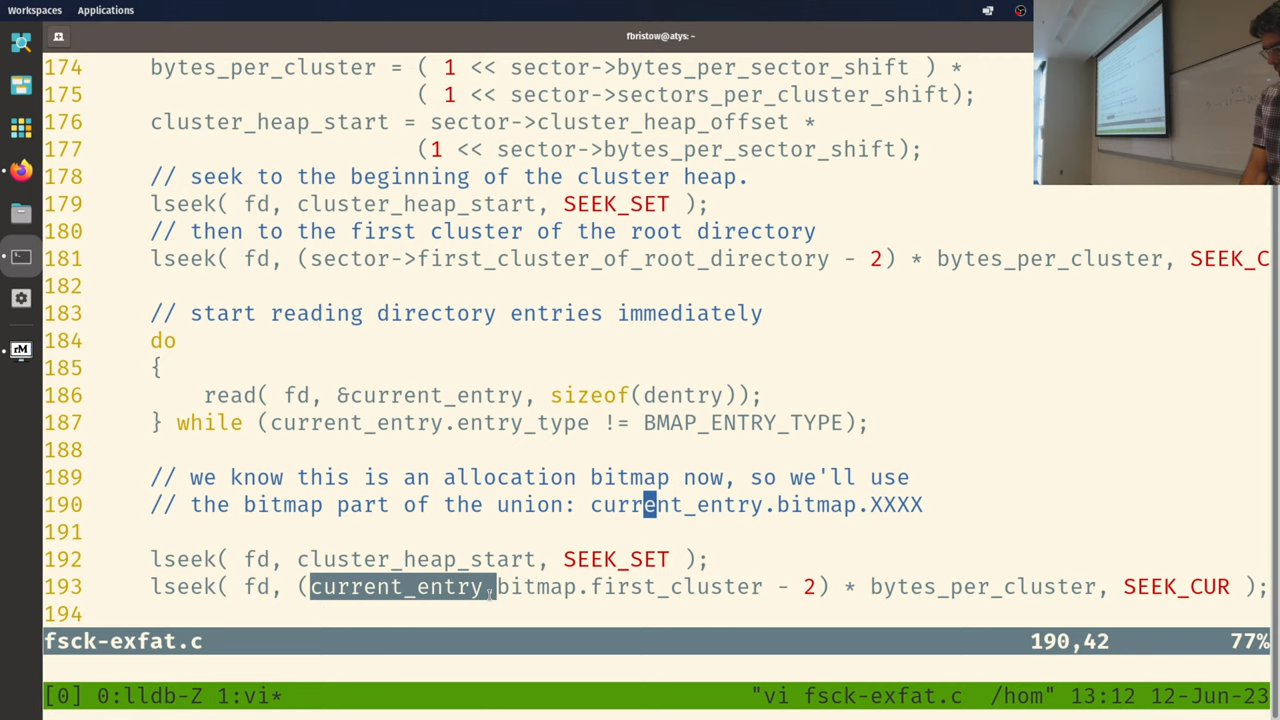 Workspaces Applications
fbristow@atys: ~
174 bytes_per_cluster = ( 1 << sector->bytes_per_sector_shift ) *
175 ( 1 << sector->sectors_per_cluster_shift);
176 cluster_heap_start = sector->cluster_heap_offset *
177 (1 << sector->bytes_per_sector_shift);
178 // seek to the beginning of the cluster heap.
179 lseek( fd, cluster_heap_start, SEEK_SET );
180 // then to the first cluster of the root directory
181 lseek( fd, (sector->first_cluster_of_root_directory - 2) * bytes_per_cluster, SEEK_C
182
183 // start reading directory entries immediately
184 do
185 {
186 read( fd, &current_entry, sizeof(dentry));
187 } while (current_entry.entry_type != BMAP_ENTRY_TYPE);
188
189 // we know this is an allocation bitmap now, so we'll use
190 // the bitmap part of the union: current_entry.bitmap.XXXX
191
192 lseek( fd, cluster_heap_start, SEEK_SET );
193 lseek( fd, (current_entry.bitmap.first_cluster - 2) * bytes_per_cluster, SEEK_CUR );
194
fsck-exfat.c 190,42 77%
[0] 0:lldb-Z 1:vi* "vi fsck-exfat.c /hom" 13:12 12-Jun-23
rM